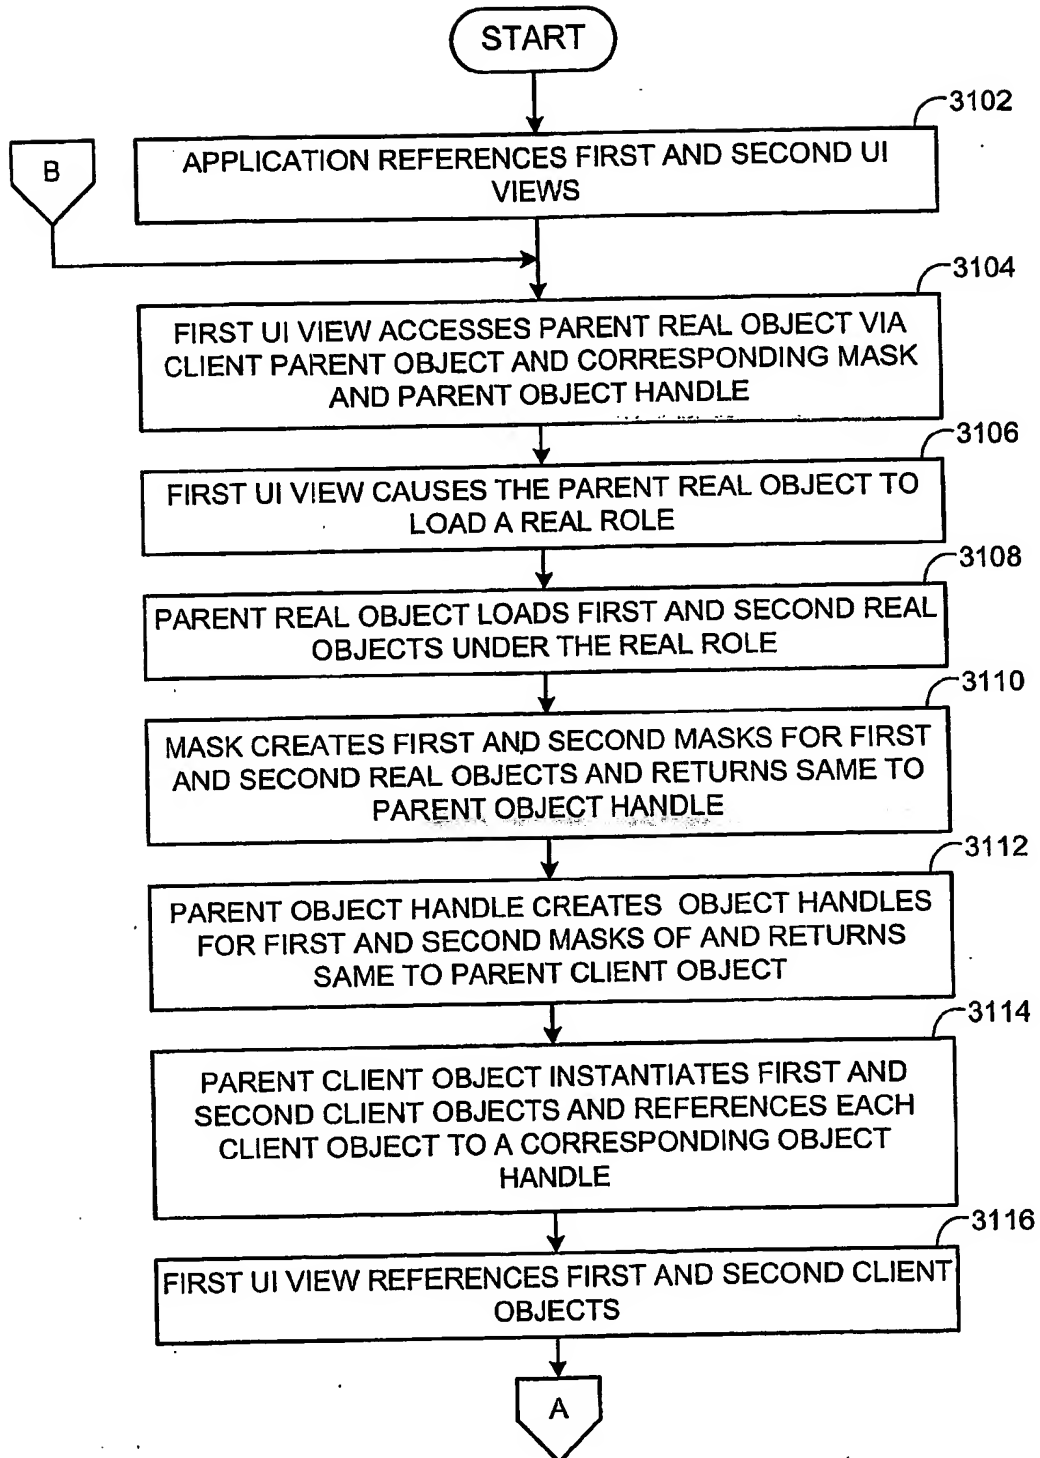 START
3102
APPLICATION REFERENCES FIRST AND SECOND UI
VIEWS
B
3104
FIRST UI VIEW ACCESSES PARENT REAL OBJECT VIA
CLIENT PARENT OBJECT AND CORRESPONDING MASK
AND PARENT OBJECT HANDLE
3106
FIRST UI VIEW CAUSES THE PARENT REAL OBJECT TO
LOAD A REAL ROLE
3108
PARENT REAL OBJECT LOADS FIRST AND SECOND REAL
OBJECTS UNDER THE REAL ROLE
3110
MASK CREATES FIRST AND SECOND MASKS FOR FIRST
AND SECOND REAL OBJECTS AND RETURNS SAME TO
PARENT OBJECT HANDLE
3112
PARENT OBJECT HANDLE CREATES OBJECT HANDLES
FOR FIRST AND SECOND MASKS OF AND RETURNS
SAME TO PARENT CLIENT OBJECT
3114
PARENT CLIENT OBJECT INSTANTIATES FIRST AND
SECOND CLIENT OBJECTS AND REFERENCES EACH
CLIENT OBJECT TO A CORRESPONDING OBJECT
HANDLE
3116
FIRST UI VIEW REFERENCES FIRST AND SECOND CLIENT
OBJECTS
A